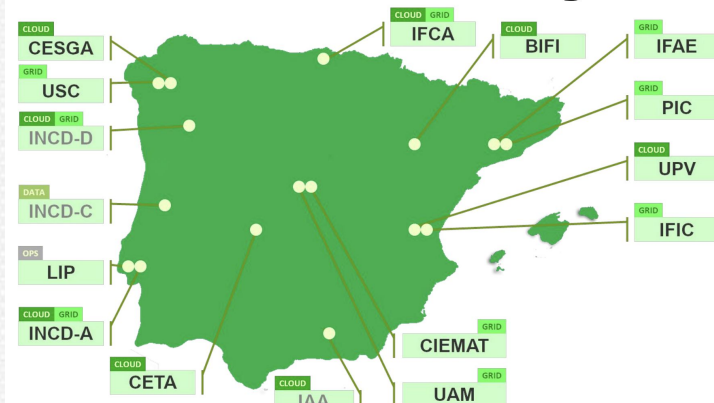 CLOUD GRID
IFCA
CLOUD
CESGA
CLOUD
BIFI
GRID
IFAE
GRID
USC
GRID
PIC
CLOUD GRID
INCD-D
CLOUD
UPV
DATA
INCD-C
GRID
IFIC
OPS
LIP
CLOUD GRID
INCD-A
GRID
CIEMAT
CLOUD
CETA
GRID
UAM
CLOUD
IAA